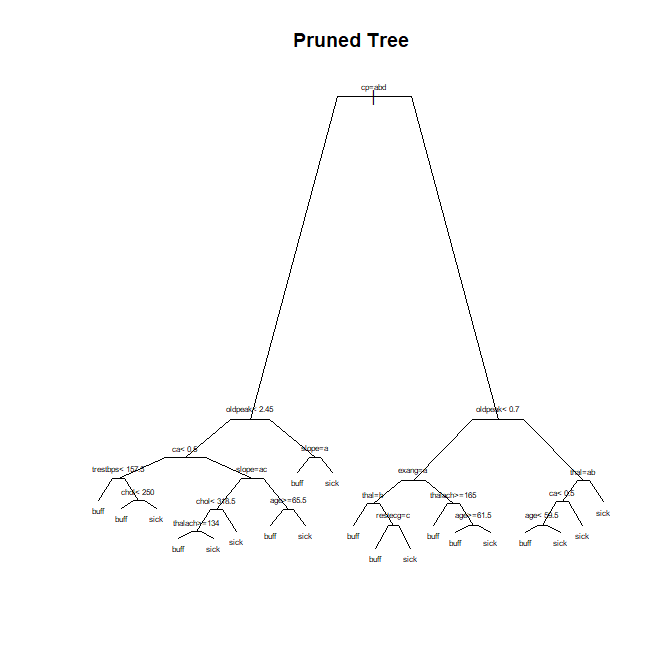 Pruned Tree
cp=abd
oldpeak< 2.45
oldpeak< 0.7
ca< 0.5
slope=a
trestbps< 157.5
slope=ac
exang=a
thal=ab
buff
sick
chol< 250
chol< 318.5
age>=65.5
thal=b
thalach>=165
ca< 0.5
buff
buff
sick
thalach>=134
sick
buff
sick
buff
restecg=c
buff
age>=61.5
age< 59.5
sick
sick
buff
sick
buff
sick
buff
sick
buff
sick